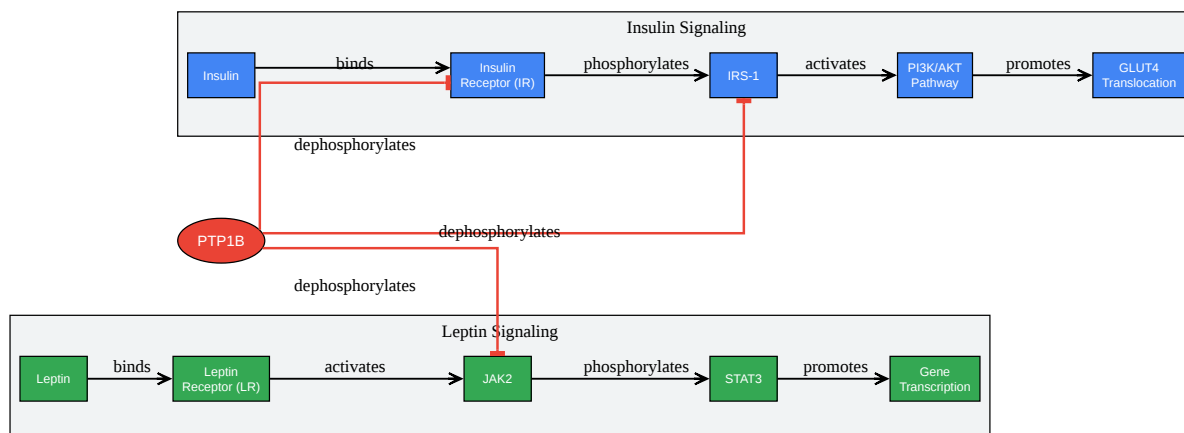 Insulin Signaling
Insulin
binds
Insulin
Receptor (IR)
phosphorylates
IRS-1
activates
PI3K/AKT
Pathway
promotes
GLUT4
Translocation
dephosphorylates
PTP1B
dephosphorylates
dephosphorylates
Leptin Signaling
Leptin
binds
Leptin
Receptor (LR)
activates
JAK2
phosphorylates
STAT3
promotes
Gene
Transcription